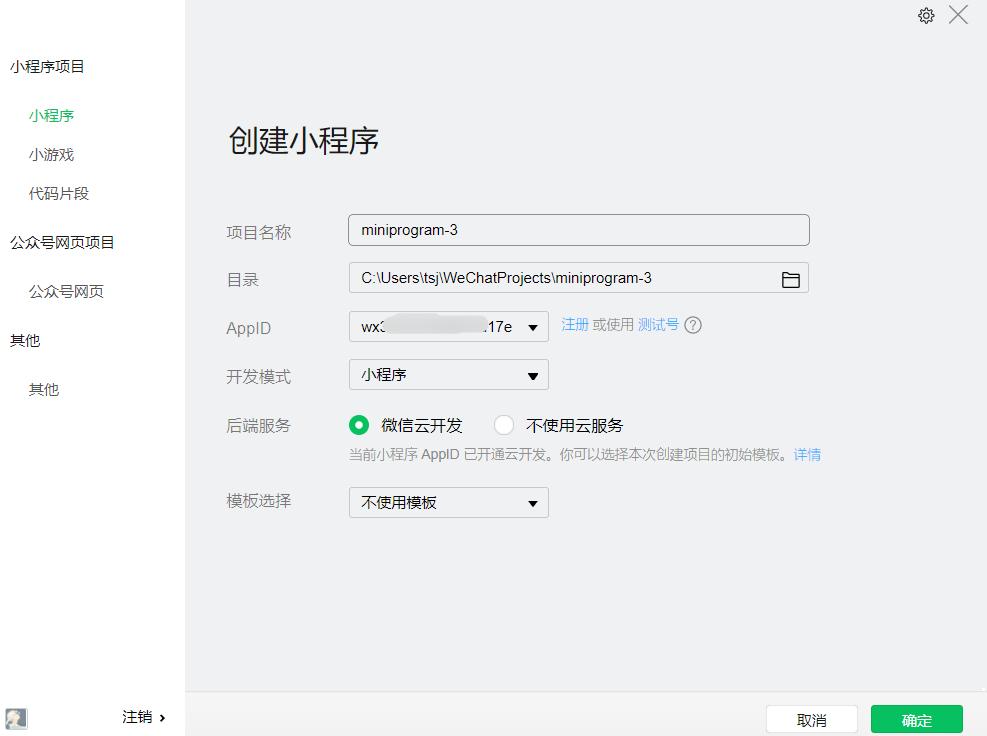 小程序项目
小程序
小游戏
代码片段
公众号网页项目
公众号网页
其他
其他
注销
创建小程序
项目名称 miniprogram-3
目录 C:\Users\tsj\WeChatProjects\miniprogram-3
AppID wx3 17e 注册 或使用 测试号 ?
开发模式 小程序
后端服务 微信云开发 不使用云服务
当前小程序 AppID 已开通云开发。你可以选择本次创建项目的初始模板。详情
模板选择 不使用模板
取消 确定